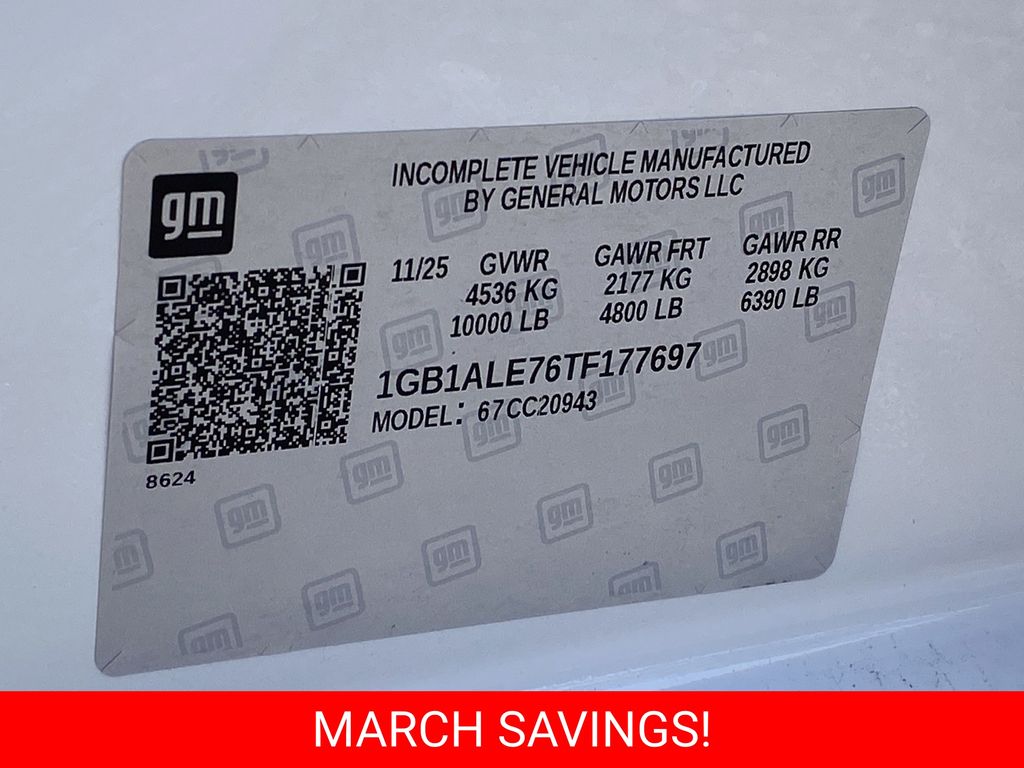 gm
INCOMPLETE VEHICLE MANUFACTURED
BY GENERAL MOTORS LLC
11/25 GVWR GAWR FRT GAWR RR
4536 KG 2177 KG 2898 KG
10000 LB 4800 LB 6390 LB
1GB1ALE76TF177697
MODEL: 67CC20943
8624
MARCH SAVINGS!